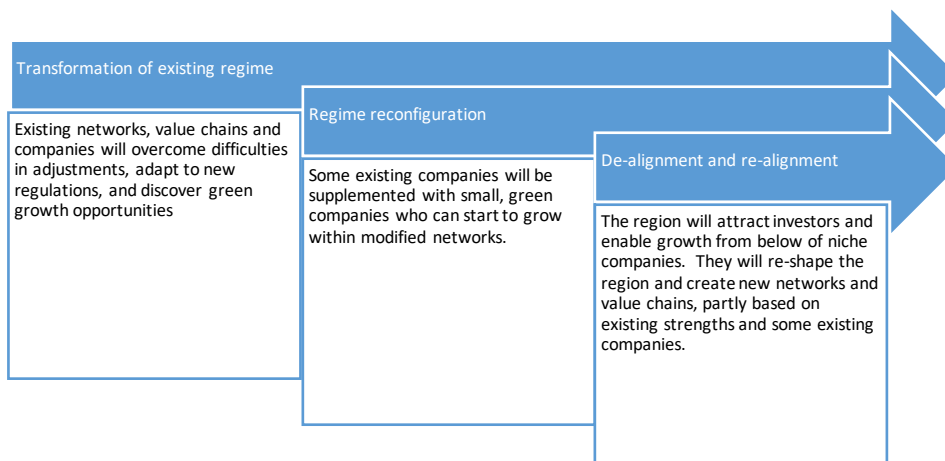 Transformation of existing regime
Existing networks, value chains and
companies will overcome difficulties
in adjustments, adapt to new
regulations, and discover green
growth opportunities
Regime reconfiguration
Some existing companies will be
supplemented with small, green
companies who can start to grow
within modified networks.
De-alignment and re-alignment
The region will attract investors and
enable growth from below of niche
companies.  They will re-shape the
region and create new networks and
value chains, partly based on
existing strengths and some existing
companies.